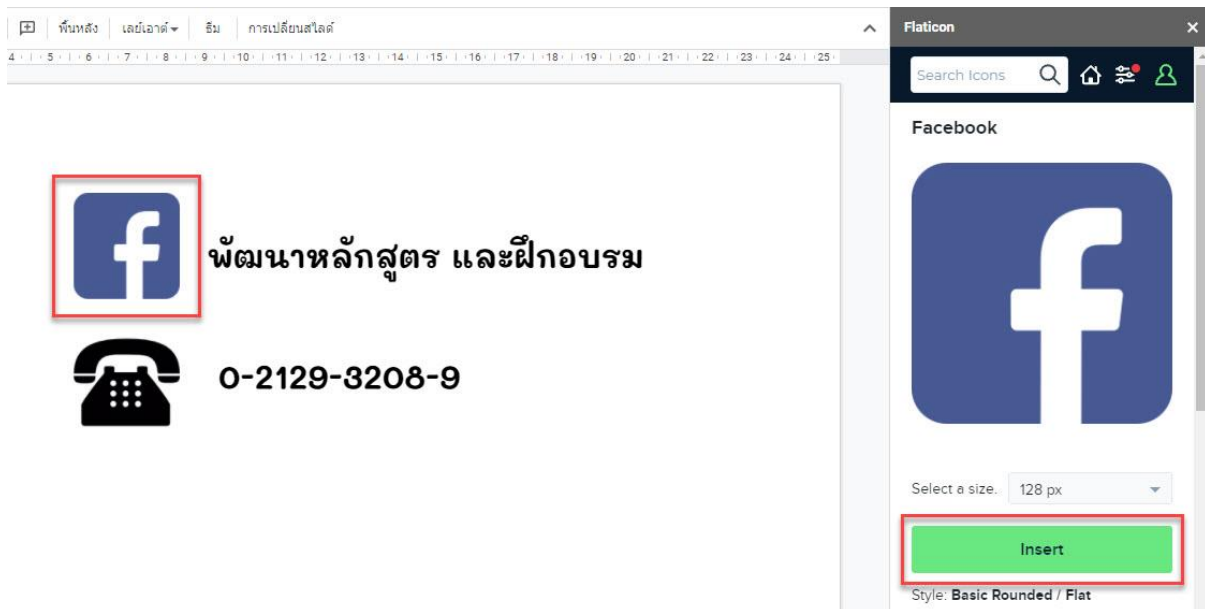 พื้นหลัง เลย์เอาต์ ธีม การเปลี่ยนสไลด์
4 5 6 7 8 9 10 11 12 13 14 15 16 17 18 19 20 21 22 23 24 25
พัฒนาหลักสูตร และฝึกอบรม
0-2129-3208-9
Flaticon
Search Icons
Facebook
Select a size. 128 px
Insert
Style: Basic Rounded / Flat